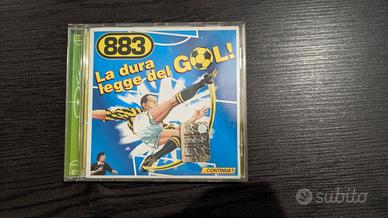 883
La dura
legge del GOL!
...CONTINUA?
subito